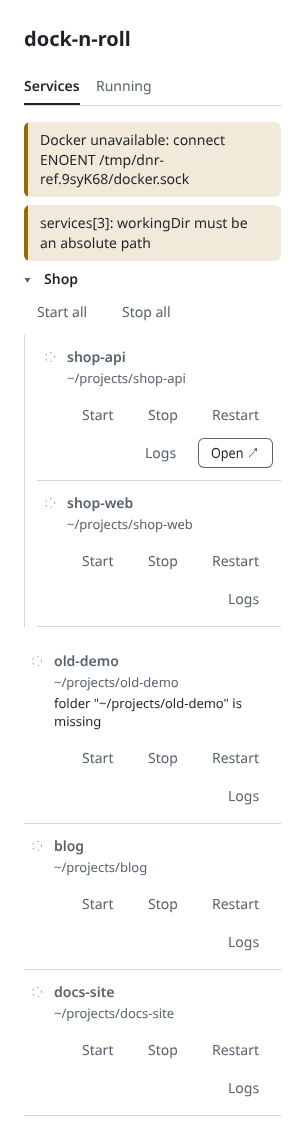 dock-n-roll
Services Running
Docker unavailable: connect
ENOENT /tmp/dnr-
ref.9syK68/docker.sock
services[3]: workingDir must be
an absolute path
Shop
Start all Stop all
shop-api
~/projects/shop-api
Start Stop Restart
Logs Open ↗
shop-web
~/projects/shop-web
Start Stop Restart
Logs
old-demo
~/projects/old-demo
folder "~/projects/old-demo" is
missing
Start Stop Restart
Logs
blog
~/projects/blog
Start Stop Restart
Logs
docs-site
~/projects/docs-site
Start Stop Restart
Logs